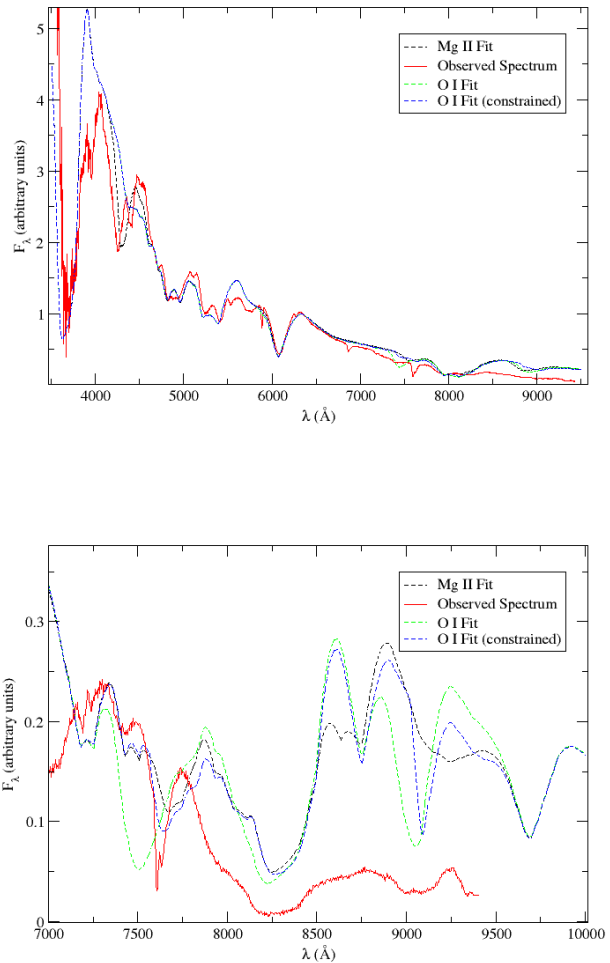 5
4
3
2
1
F_λ (arbitrary units)
Mg II Fit
Observed Spectrum
O I Fit
O I Fit (constrained)
4000 5000 6000 7000 8000 9000
λ (Å)
0.3
0.2
0.1
0
F_λ (arbitrary units)
Mg II Fit
Observed Spectrum
O I Fit
O I Fit (constrained)
7000 7500 8000 8500 9000 9500 10000
λ (Å)